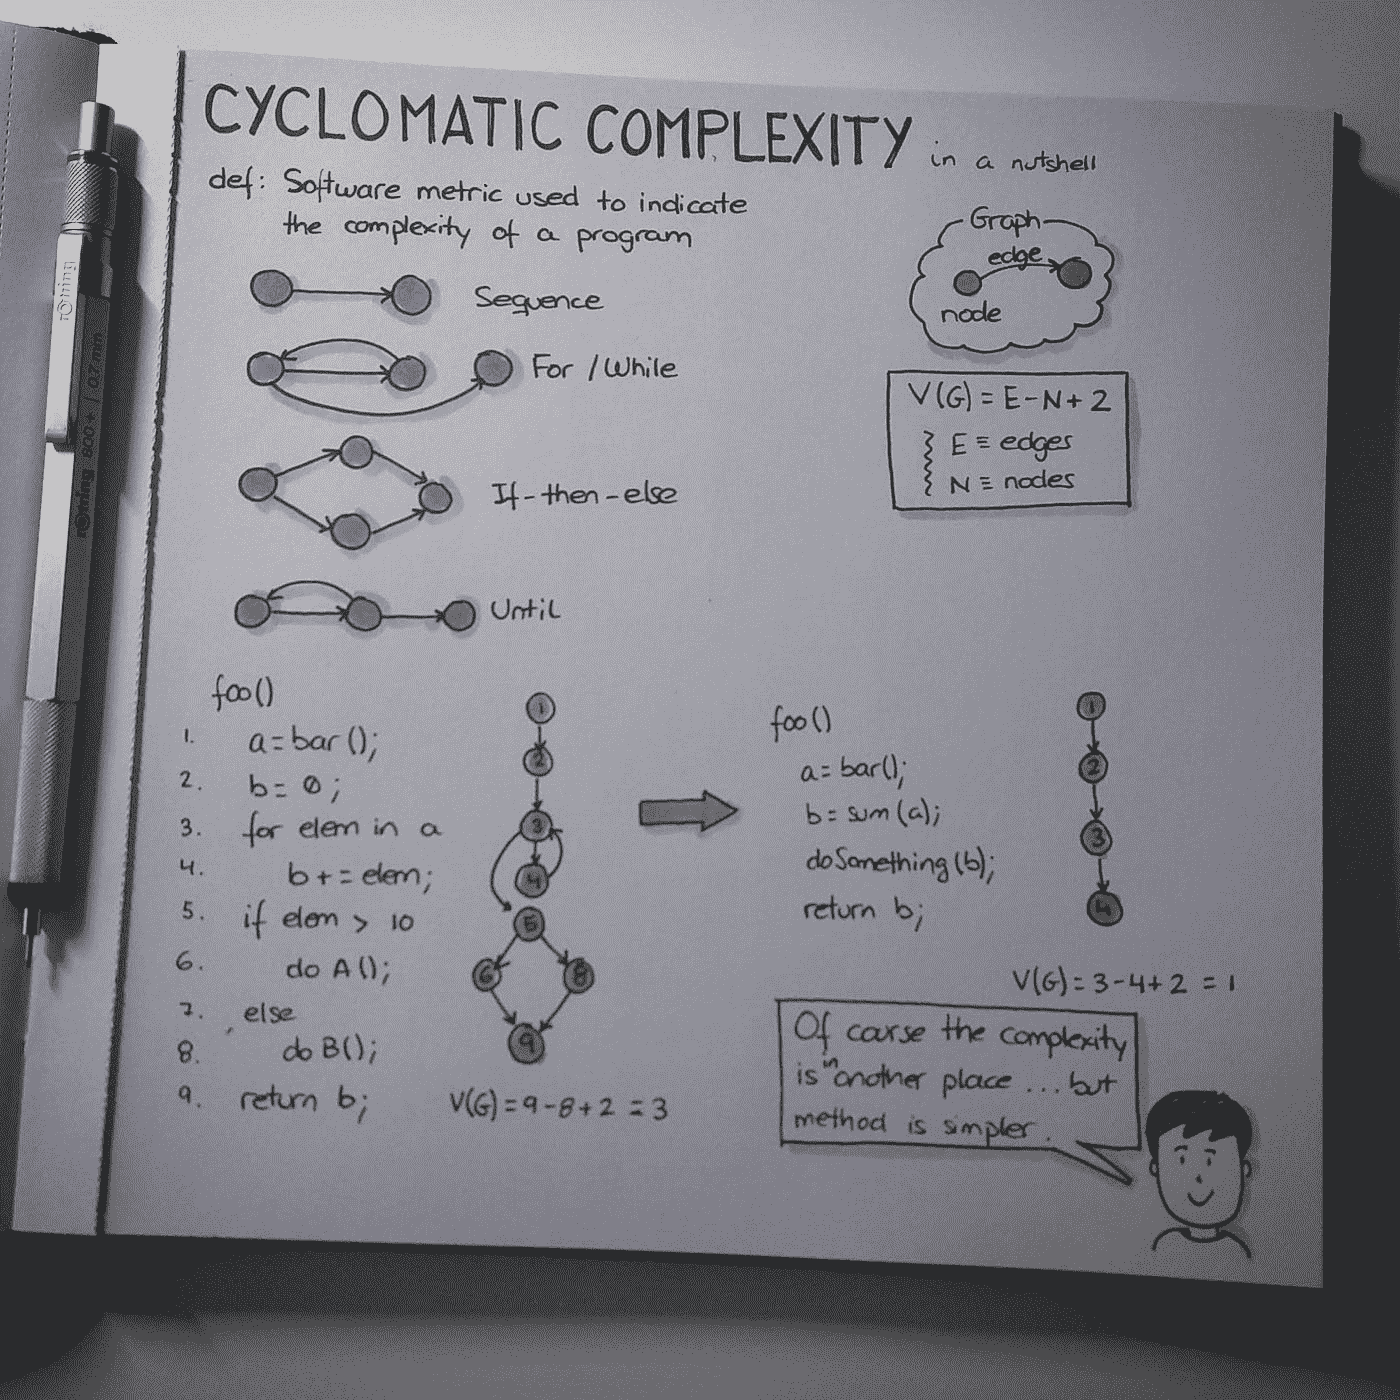 CYCLOMATIC COMPLEXITY in a nutshell
def: Software metric used to indicate
the complexity of a program
Graph
edge
node
Sequence
For / While
V(G) = E-N+2
E ≡ edges
N ≡ nodes
If-then-else
Until
foo()
1. a = bar();
2. b = 0;
3. for elem in a
4. b += elem;
5. if elem > 10
6. do A();
7. else
8. do B();
9. return b;
1
2
3
4
5
6
8
9
V(G) = 9-8+2 = 3
foo()
a = bar();
b = sum(a);
doSomething(b);
return b;
1
2
3
4
V(G) = 3-4+2 = 1
Of course the complexity
is in another place ... but
method is simpler.
rOtring
rOtring 600+ | 0.7mm